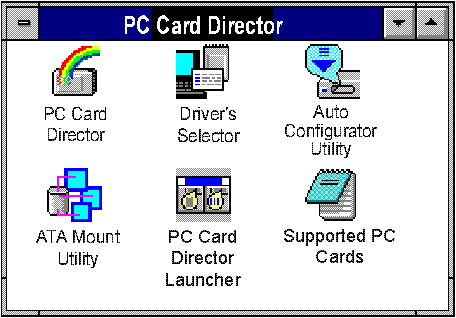 PC Card Director
PC Card
Director
Driver's
Selector
Auto
Configurator
Utility
ATA Mount
Utility
PC Card
Director
Launcher
Supported PC
Cards